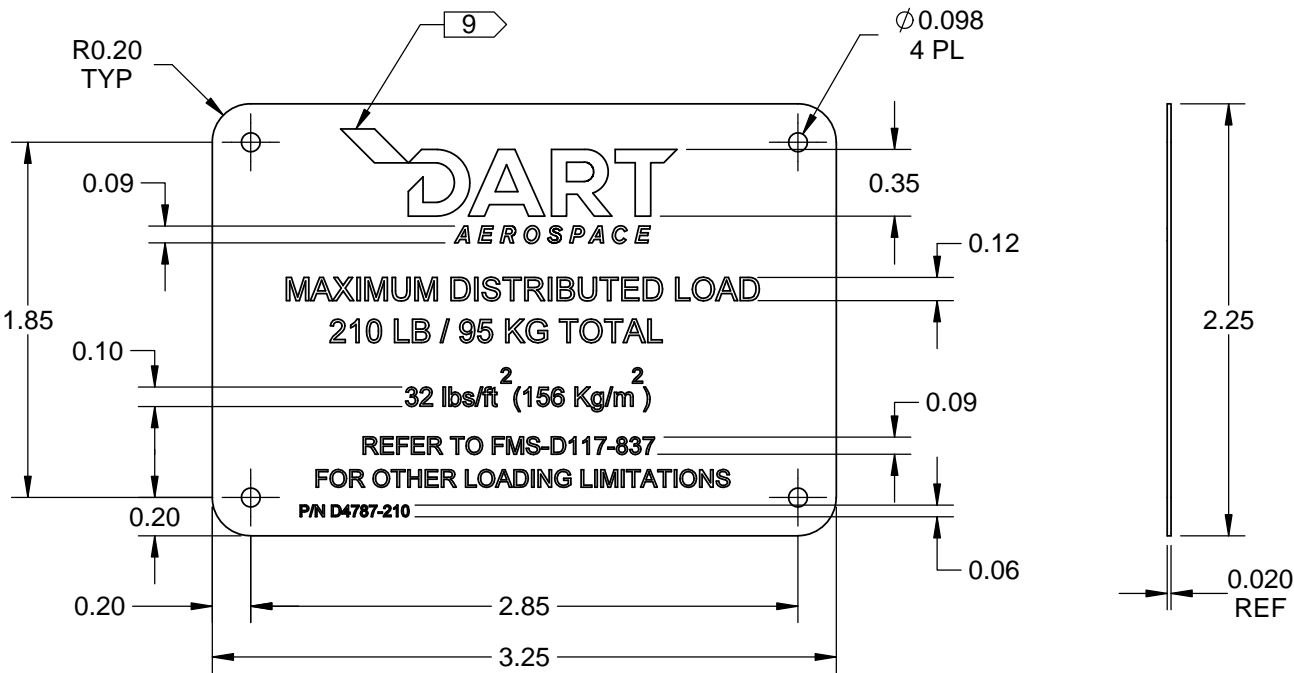 9
R0.20
TYP
Ø0.098
4 PL
0.09
DART
AEROSPACE
0.35
0.12
MAXIMUM DISTRIBUTED LOAD
210 LB / 95 KG TOTAL
1.85
2.25
0.10
32 lbs/ft² (156 Kg/m²)
0.09
REFER TO FMS-D117-837
FOR OTHER LOADING LIMITATIONS
P/N D4787-210
0.20
0.06
0.020
REF
0.20
2.85
3.25